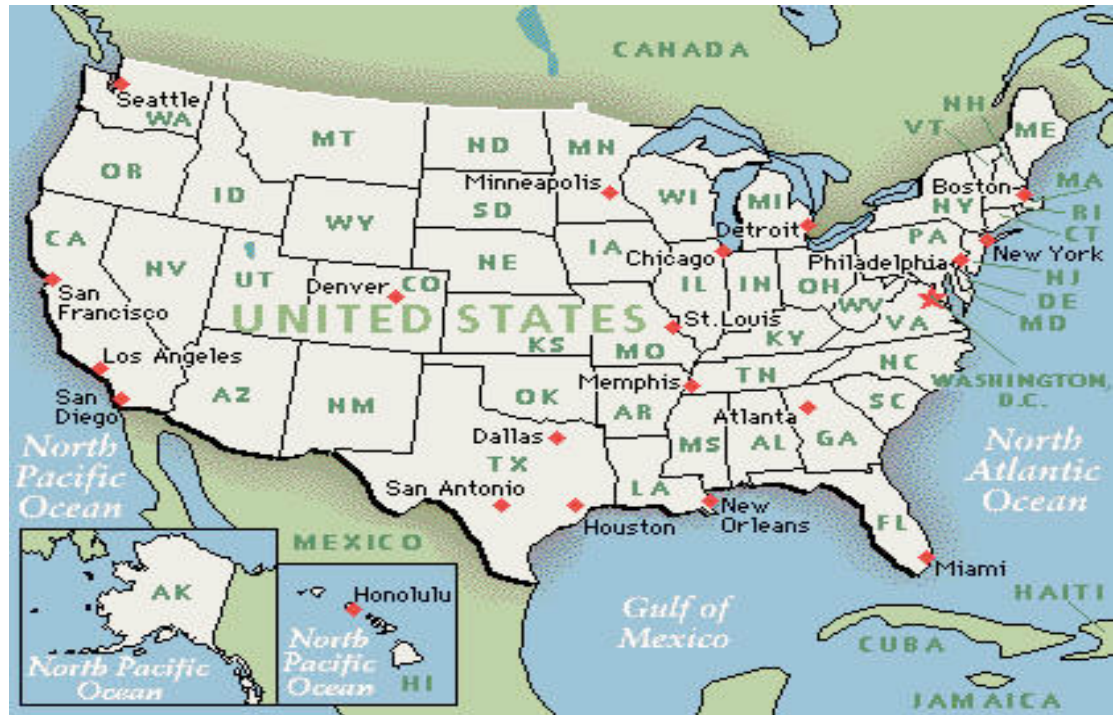 CANADA
NH
VT
ME
Seattle
WA
MT
ND
MN
OR
Minneapolis
WI
MI
Boston
MA
ID
SD
NY
RI
WY
Detroit
CT
CA
IA
PA
New York
NV
UT
NE
Chicago
Philadelphia
NJ
Denver
CO
IL
IN
OH
WV
DE
San
Francisco
UNITED STATES
St. Louis
VA
MD
KS
MO
KY
Los Angeles
NC
Memphis
TN
WASHINGTON,
D.C.
San
Diego
AZ
NM
OK
AR
Atlanta
SC
Dallas
MS
AL
GA
North
Pacific
Ocean
TX
North
Atlantic
Ocean
San Antonio
LA
Houston
New
Orleans
FL
MEXICO
Miami
AK
Honolulu
HAITI
Gulf of
Mexico
CUBA
North Pacific
Ocean
North
Pacific
Ocean
HI
JAMAICA